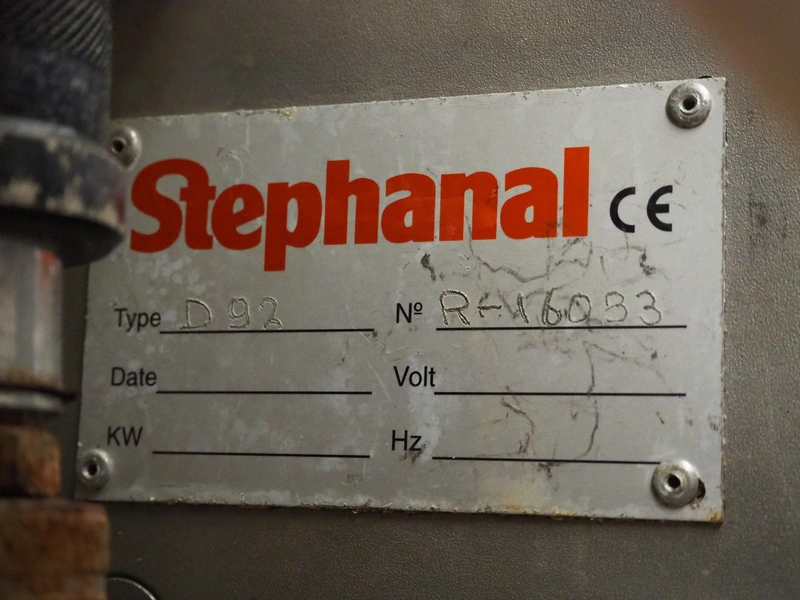 Stephanal CE
Type D 92 Nº R-16033
Date Volt
KW Hz